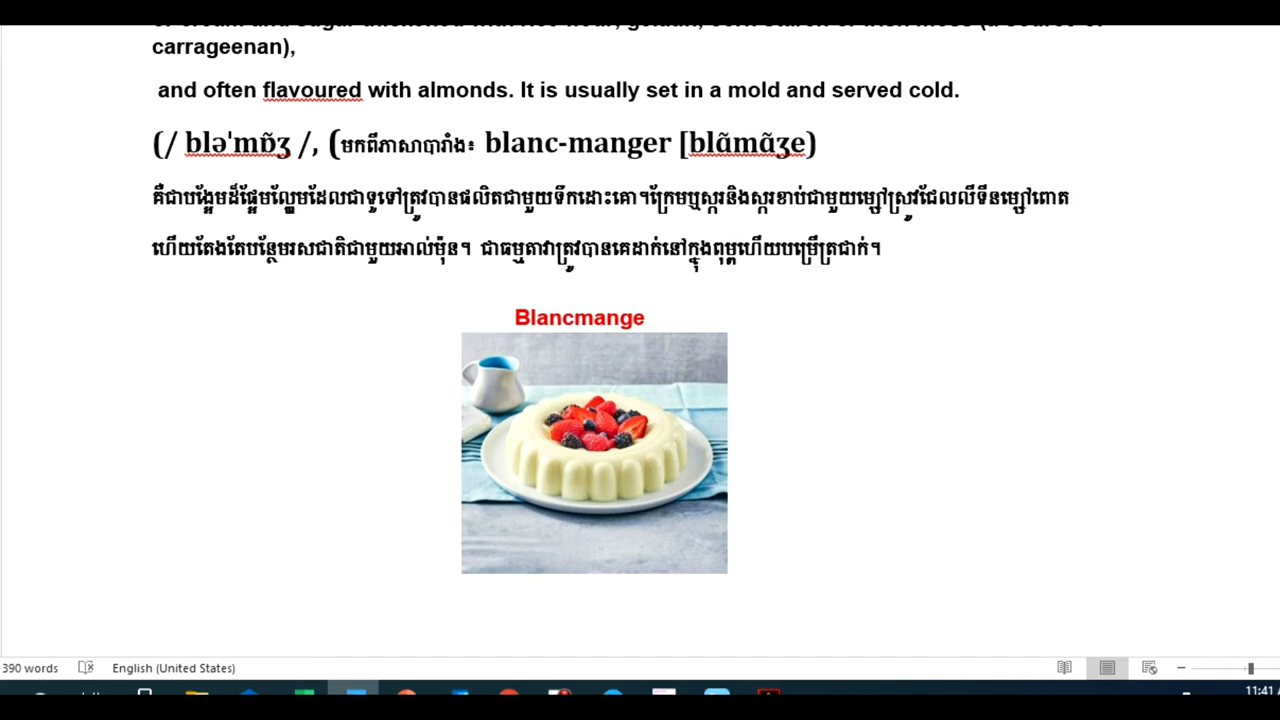 carrageenan),
and often flavoured with almonds. It is usually set in a mold and served cold.
(/ bləˈmɒ̃ʒ /, (មកពីភាសាបារាំង៖ blanc-manger [blɑ̃mɑ̃ʒe)
គឺជាបង្អែមដ៏ផ្អែមល្ហែមដែលជាទូទៅត្រូវបានផលិតជាមួយទឹកដោះគោ។ក្រែមឬស្ករនិងស្ករខាប់ជាមួយម្សៅស្រូវជែលលីទីនម្សៅពោត
ហើយតែងតែបន្ថែមរសជាតិជាមួយអាល់ម៉ុន។ ជាធម្មតាវាត្រូវបានគេដាក់នៅក្នុងពុម្ពហើយបម្រើត្រជាក់។
Blancmange
390 words
English (United States)
11:41